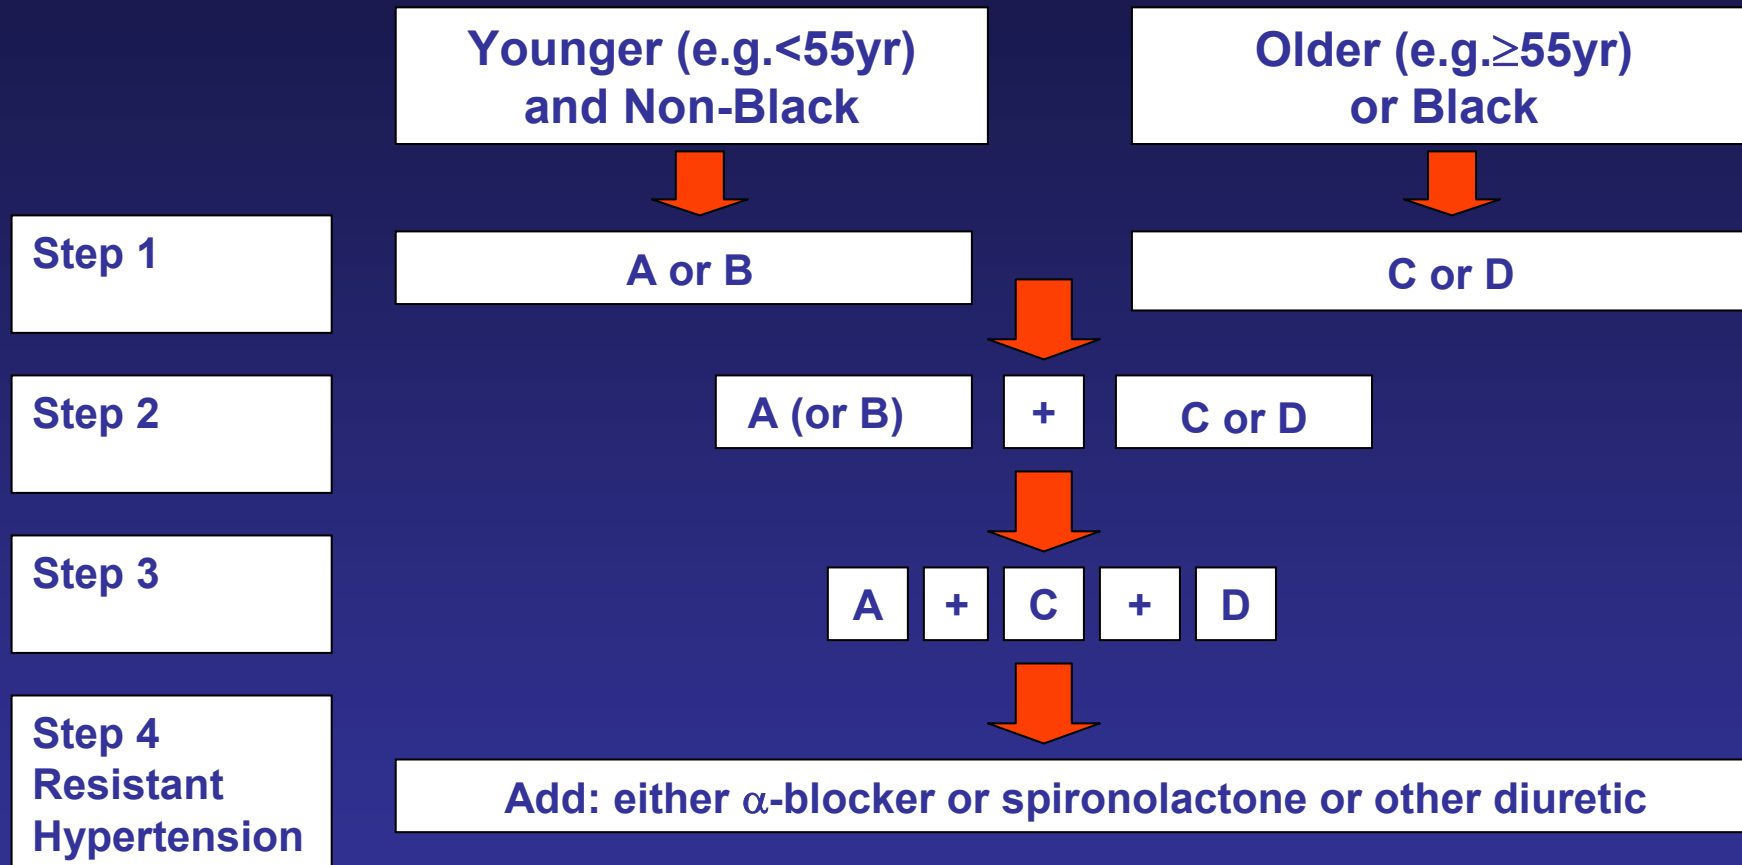 Younger (e.g.<55yr)
and Non-Black
Older (e.g.≥55yr)
or Black
Step 1
A or B
C or D
Step 2
A (or B)
+
C or D
Step 3
A
+
C
+
D
Step 4
Resistant
Hypertension
Add: either α-blocker or spironolactone or other diuretic